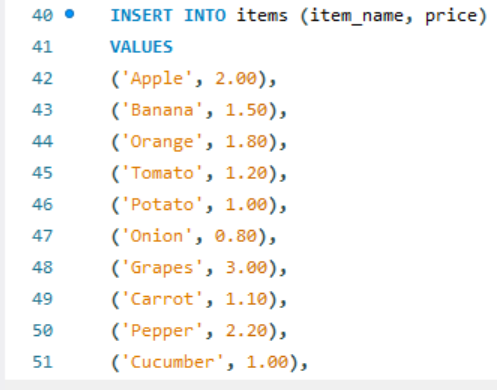 40 INSERT INTO items (item_name, price)
41 VALUES
42 ('Apple', 2.00),
43 ('Banana', 1.50),
44 ('Orange', 1.80),
45 ('Tomato', 1.20),
46 ('Potato', 1.00),
47 ('Onion', 0.80),
48 ('Grapes', 3.00),
49 ('Carrot', 1.10),
50 ('Pepper', 2.20),
51 ('Cucumber', 1.00),